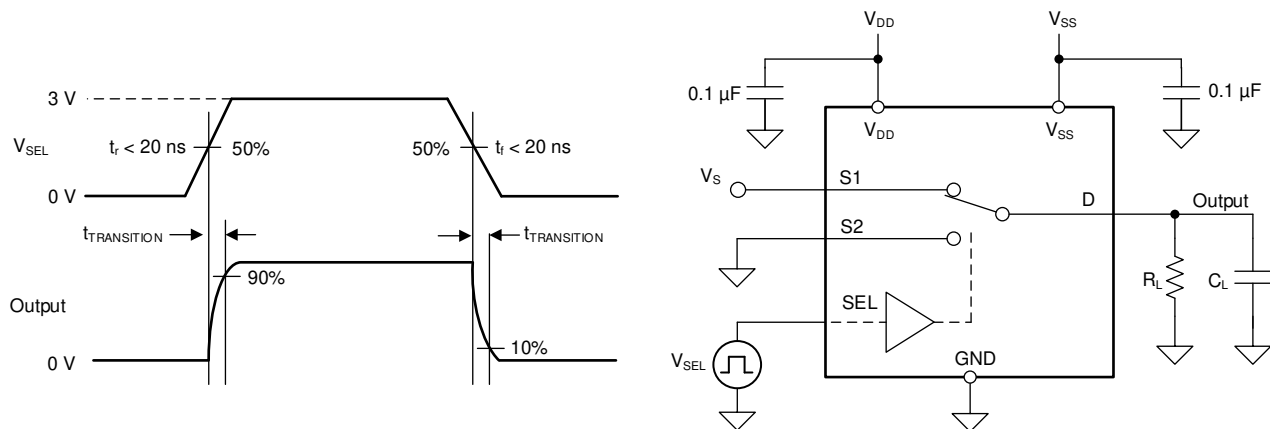 3 V
V_SEL
t_r < 20 ns
50%
50%
t_f < 20 ns
0 V
t_TRANSITION
t_TRANSITION
90%
Output
10%
0 V
V_DD
V_SS
0.1 µF
0.1 µF
V_DD
V_SS
V_S
S1
D
Output
S2
R_L
C_L
SEL
V_SEL
GND